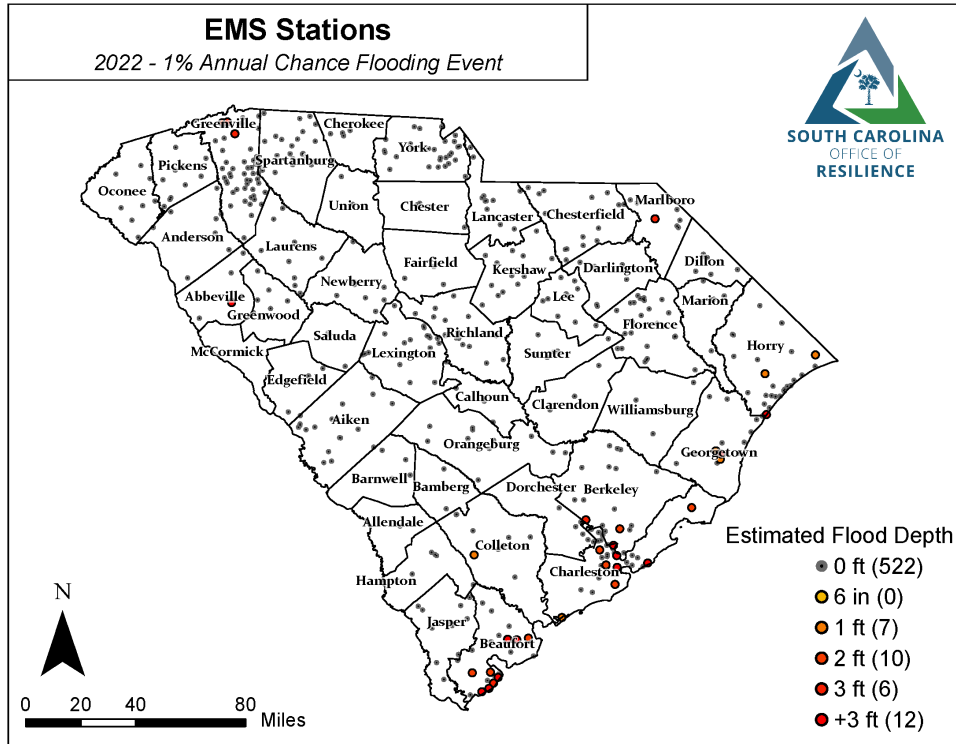 EMS Stations
2022 - 1% Annual Chance Flooding Event
SOUTH CAROLINA
OFFICE OF
RESILIENCE
Greenville
Cherokee
York
Spartanburg
Pickens
Oconee
Union
Chester
Lancaster
Chesterfield
Marlboro
Anderson
Laurens
Fairfield
Kershaw
Darlington
Dillon
Newberry
Lee
Marion
Abbeville
Greenwood
Florence
Saluda
Richland
Horry
McCormick
Lexington
Sumter
Edgefield
Calhoun
Clarendon
Williamsburg
Aiken
Orangeburg
Georgetown
Barnwell
Bamberg
Dorchester
Berkeley
Allendale
Colleton
Charleston
Hampton
Jasper
Beaufort
Estimated Flood Depth
0 ft (522)
6 in (0)
1 ft (7)
2 ft (10)
3 ft (6)
+3 ft (12)
N
0 20 40 80 Miles